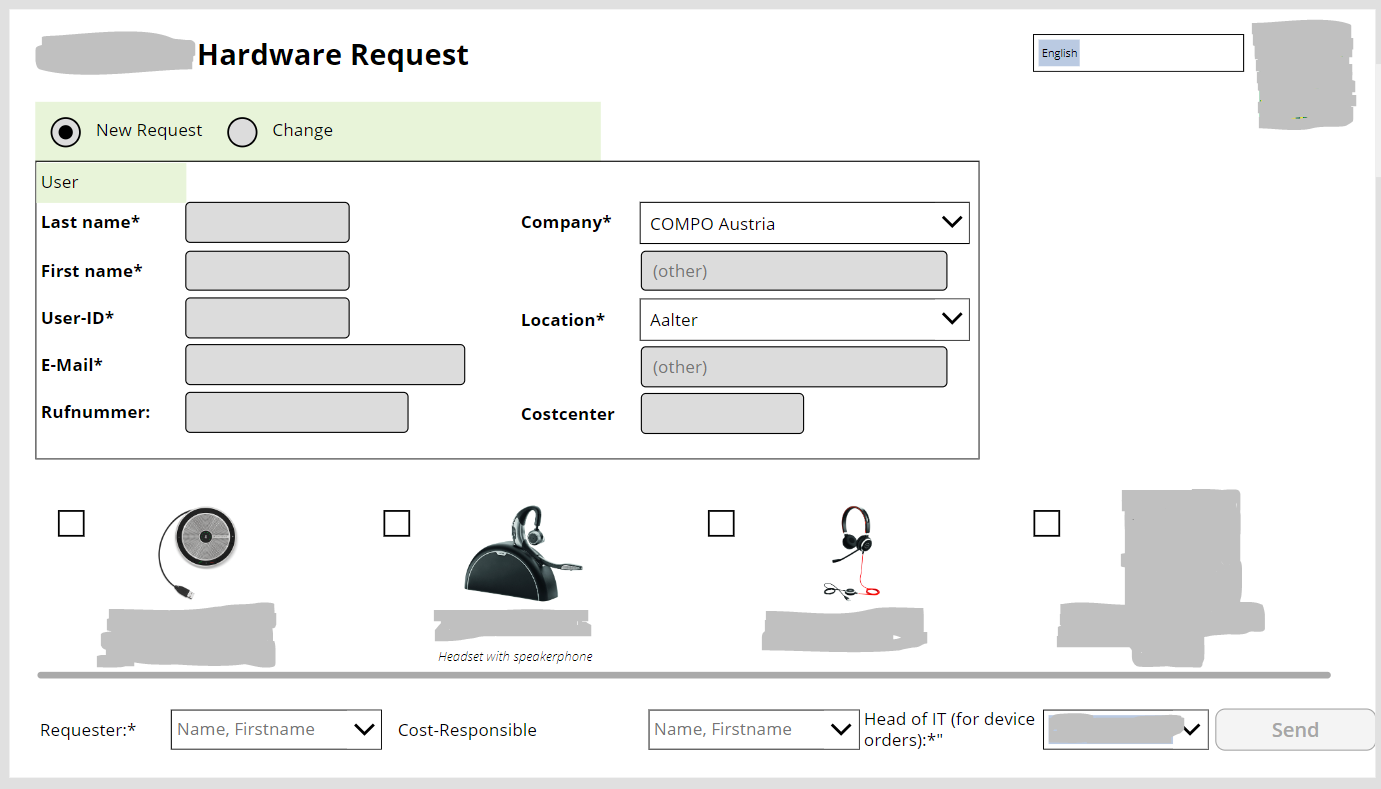 Hardware Request
English
New Request
Change
User
Last name*
Company*
COMPO Austria
First name*
(other)
User-ID*
Location*
Aalter
E-Mail*
(other)
Rufnummer:
Costcenter
Headset with speakerphone
Requester:*
Name, Firstname
Cost-Responsible
Name, Firstname
Head of IT (for device
orders):*"
Send